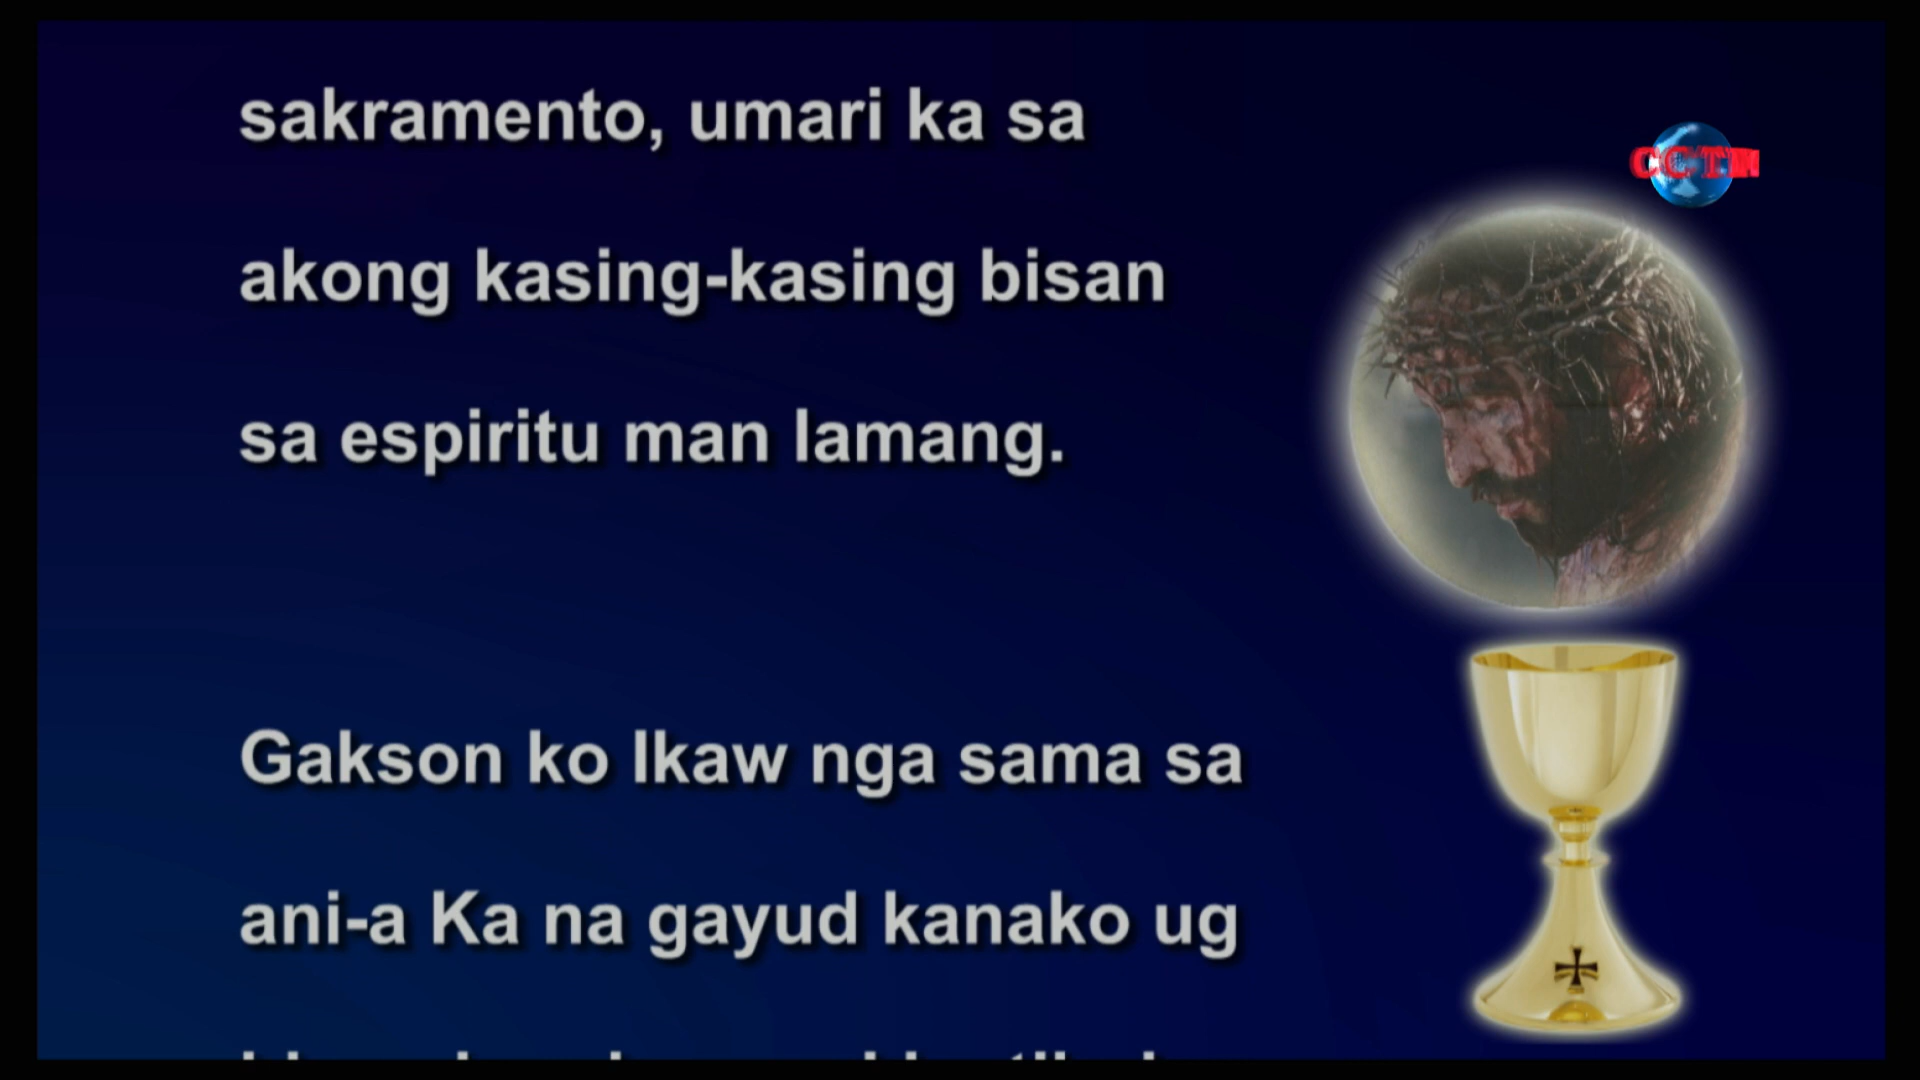 sakramento, umari ka sa
CCTN
akong kasing-kasing bisan
sa espiritu man lamang.
Gakson ko Ikaw nga sama sa
ani-a Ka na gayud kanako ug